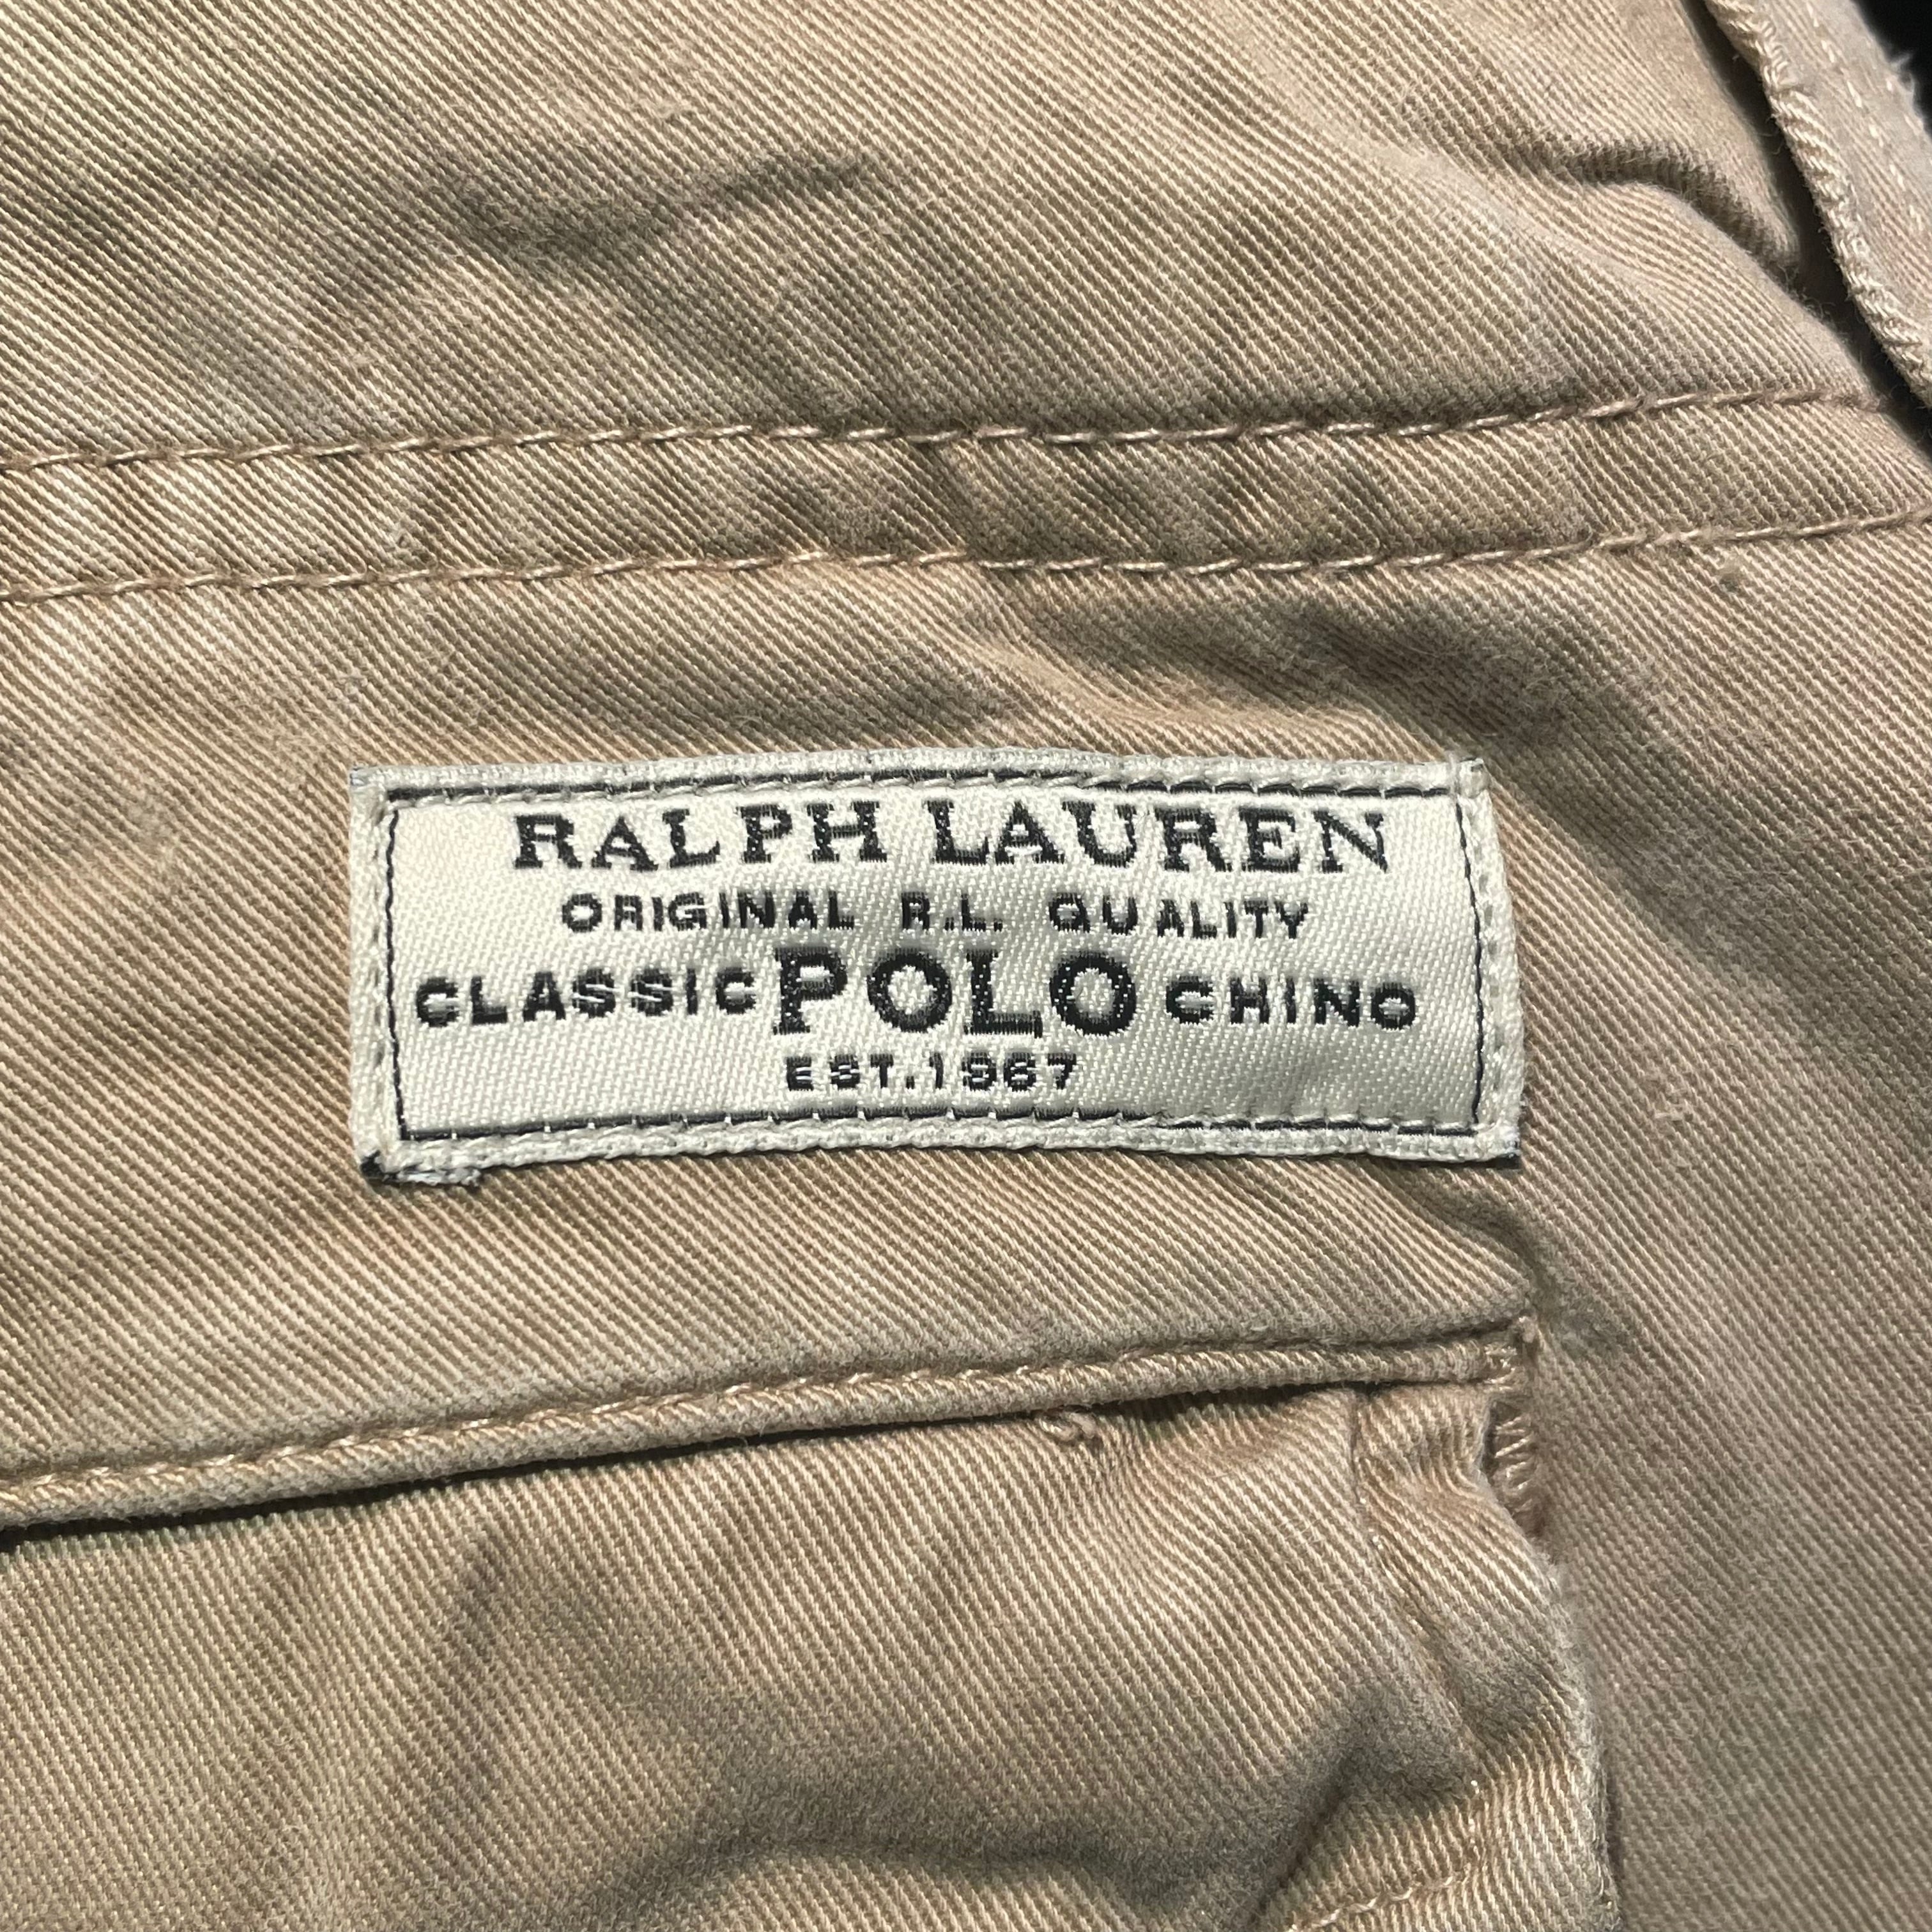 RALPH LAUREN
ORIGINAL R.L. QUALITY
CLASSIC POLO CHINO
EST.1967